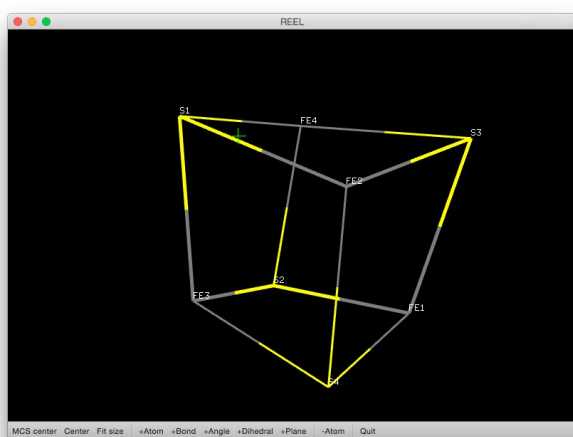 REEL
S1
FE4
S3
FE2
S2
FE3
FE1
S4
MCS center Center Fit size +Atom +Bond +Angle +Dihedral +Plane -Atom Quit